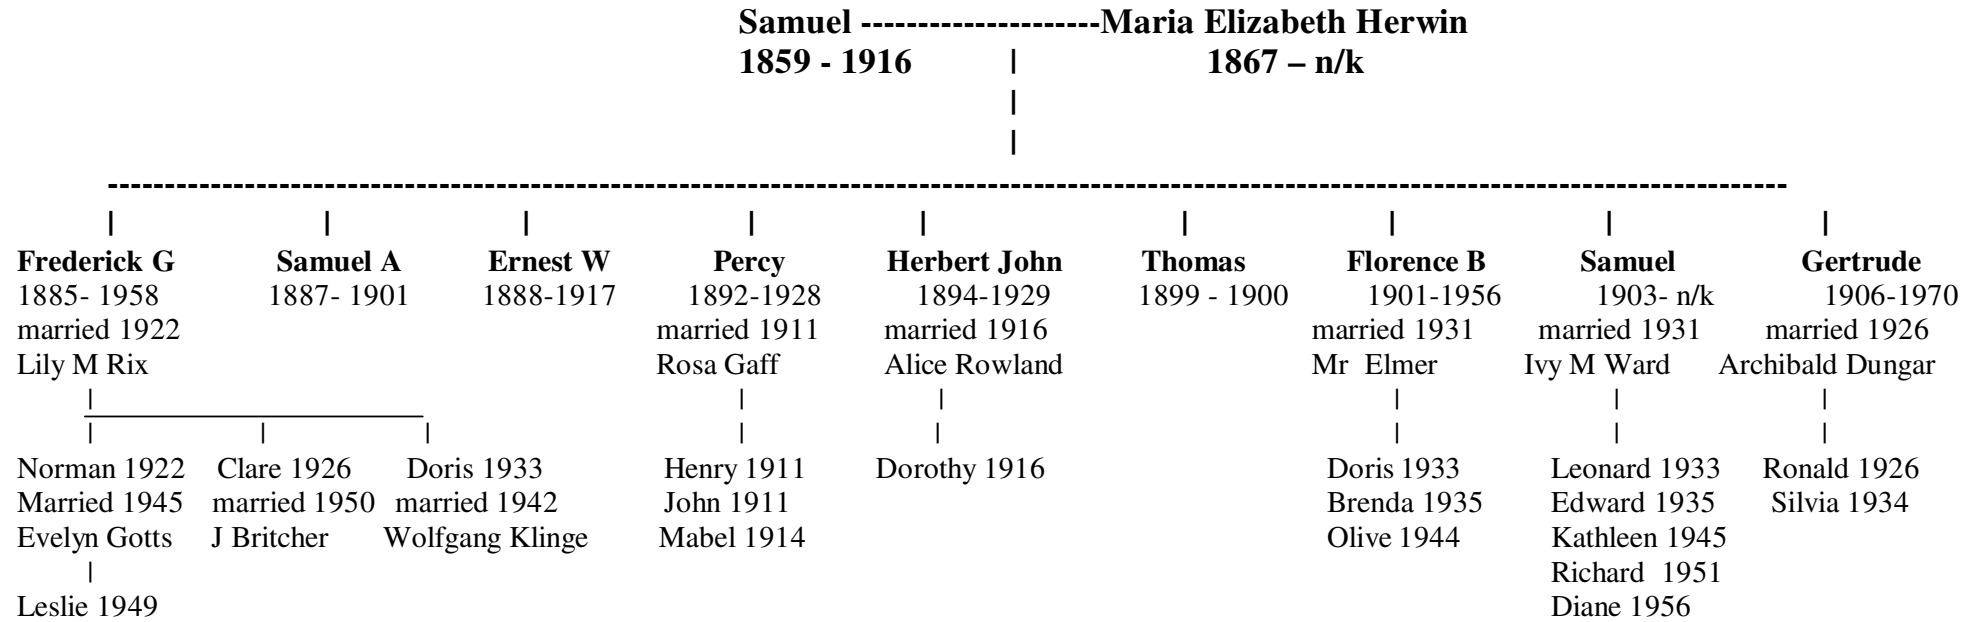 Samuel ---------------------Maria Elizabeth Herwin
1859 - 1916 | 1867 – n/k
|
|
------------------------------------------------------------------------------------------------------------------------------------------------------
| | | | | | | | |
Frederick G Samuel A Ernest W Percy Herbert John Thomas Florence B Samuel Gertrude
1885- 1958 1887- 1901 1888-1917 1892-1928 1894-1929 1899 - 1900 1901-1956 1903- n/k 1906-1970
married 1922 married 1911 married 1916 married 1931 married 1931 married 1926
Lily M Rix Rosa Gaff Alice Rowland Mr Elmer Ivy M Ward Archibald Dungar
| | | | | |
| | | | | | | |
Norman 1922 Clare 1926 Doris 1933 Henry 1911 Dorothy 1916 Doris 1933 Leonard 1933 Ronald 1926
Married 1945 married 1950 married 1942 John 1911 Brenda 1935 Edward 1935 Silvia 1934
Evelyn Gotts J Britcher Wolfgang Klinge Mabel 1914 Olive 1944 Kathleen 1945
| Richard 1951
Leslie 1949 Diane 1956